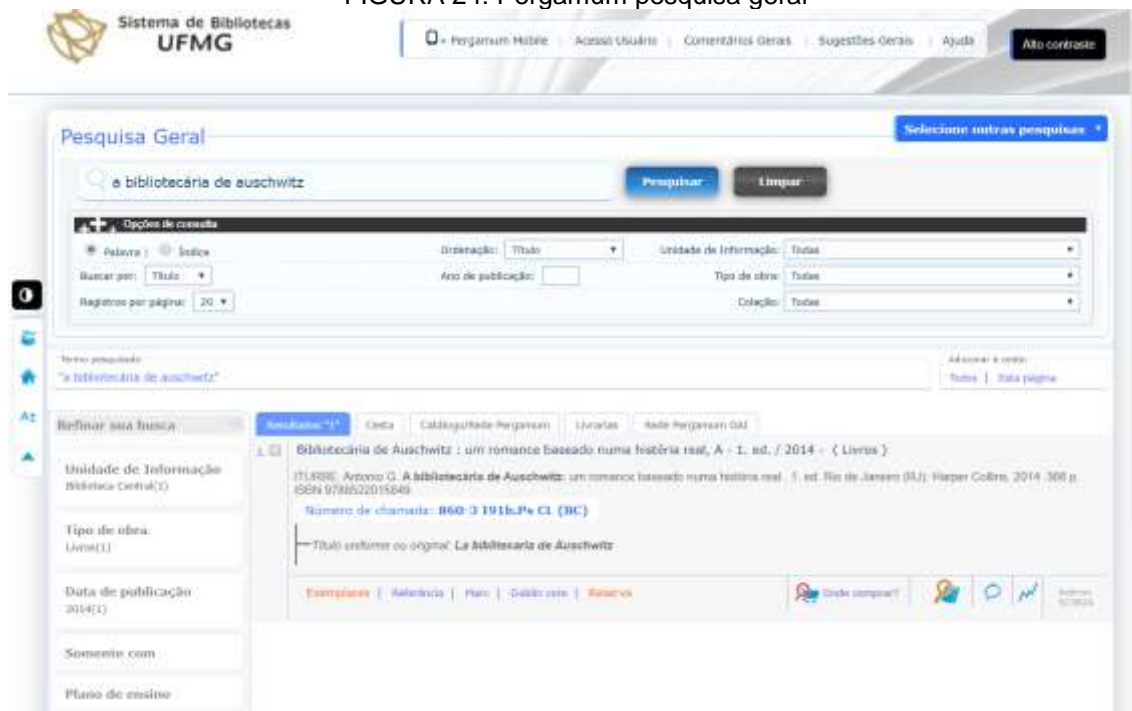 FIGURA 24: Pergamum pesquisa geral
Sistema de Bibliotecas
UFMG
- Pergamum Mobile | Acesso Usuário | Comentários Gerais | Sugestões Gerais | Ajuda
Alto contraste
Pesquisa Geral
Selecione outras pesquisas
a bibliotecária de auschwitz
Pesquisar
Limpar
Opções de consulta
Palavra | Índice
Ordenação: Título
Unidade de Informação: Todas
Buscar por: Título
Ano de publicação:
Tipo de obra: Todas
Registros por página: 20
Coleção: Todas
Termo pesquisado
"a bibliotecária de auschwitz"
Adicionar à cesta:
Todos | Esta página
Refinar sua busca
Resultados "1"
Cesta
Catálogo/Rede Pergamum
Livrarias
Rede Pergamum OAI
Unidade de Informação
Biblioteca Central(1)
Tipo de obra
Livros(1)
Data de publicação
2014(1)
Somente com
Plano de ensino
1. Bibliotecária de Auschwitz : um romance baseado numa história real, A - 1. ed. / 2014 - ( Livros )
ITURBE, Antonio G. A bibliotecária de Auschwitz: um romance baseado numa história real. 1. ed. Rio de Janeiro (RJ): Harper Collins, 2014. p.
ISBN
Número de chamada:
Título uniforme ou original: La bibliotecaria de Auschwitz
Exemplares | Referência | Marc | Dublin core | Reserva
Onde comprar?
Az